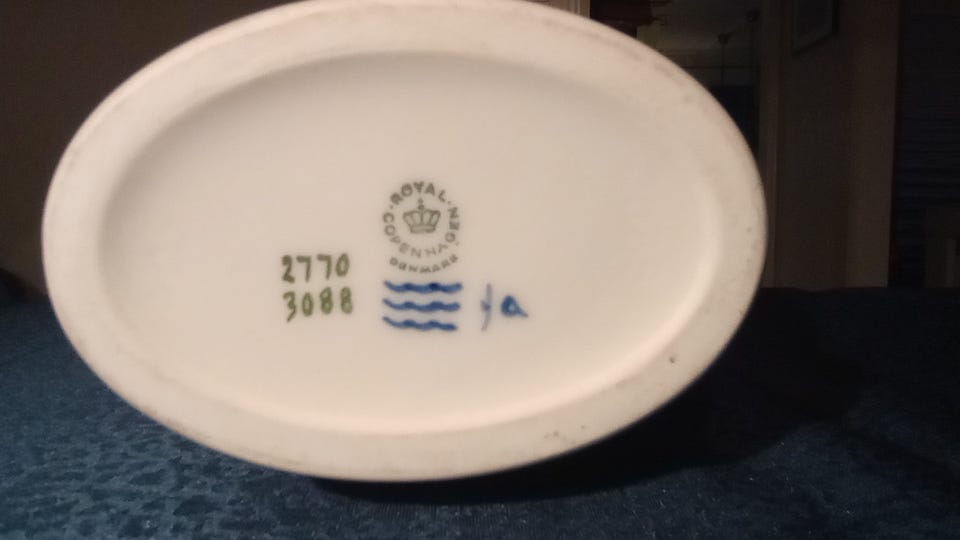 ROYAL
COPENHAGEN
DENMARK
2770
3088